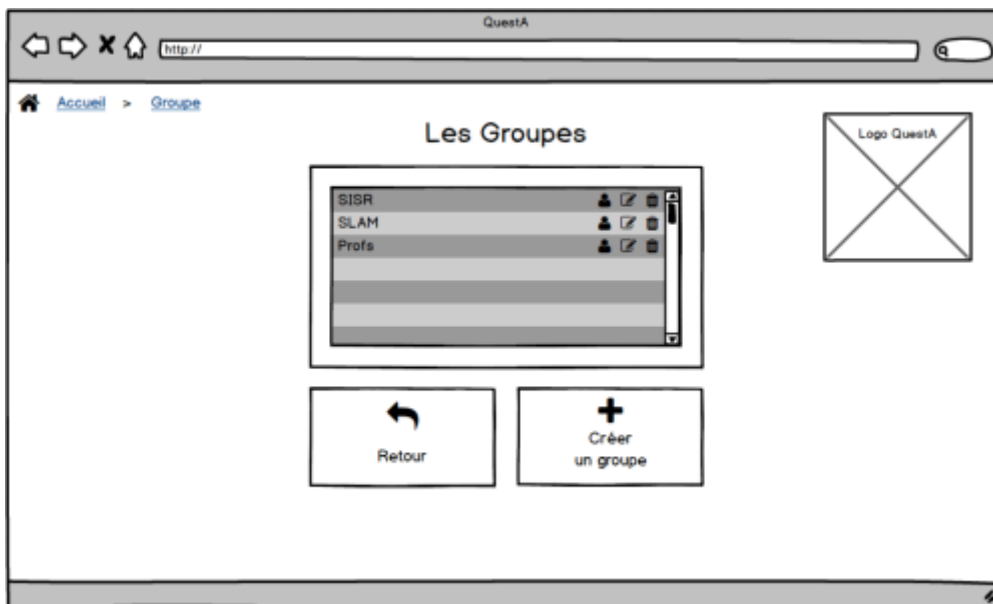 QuestA
http://
Accueil > Groupe
Les Groupes
Logo QuestA
SISR
SLAM
Profs
Retour
Créer
un groupe